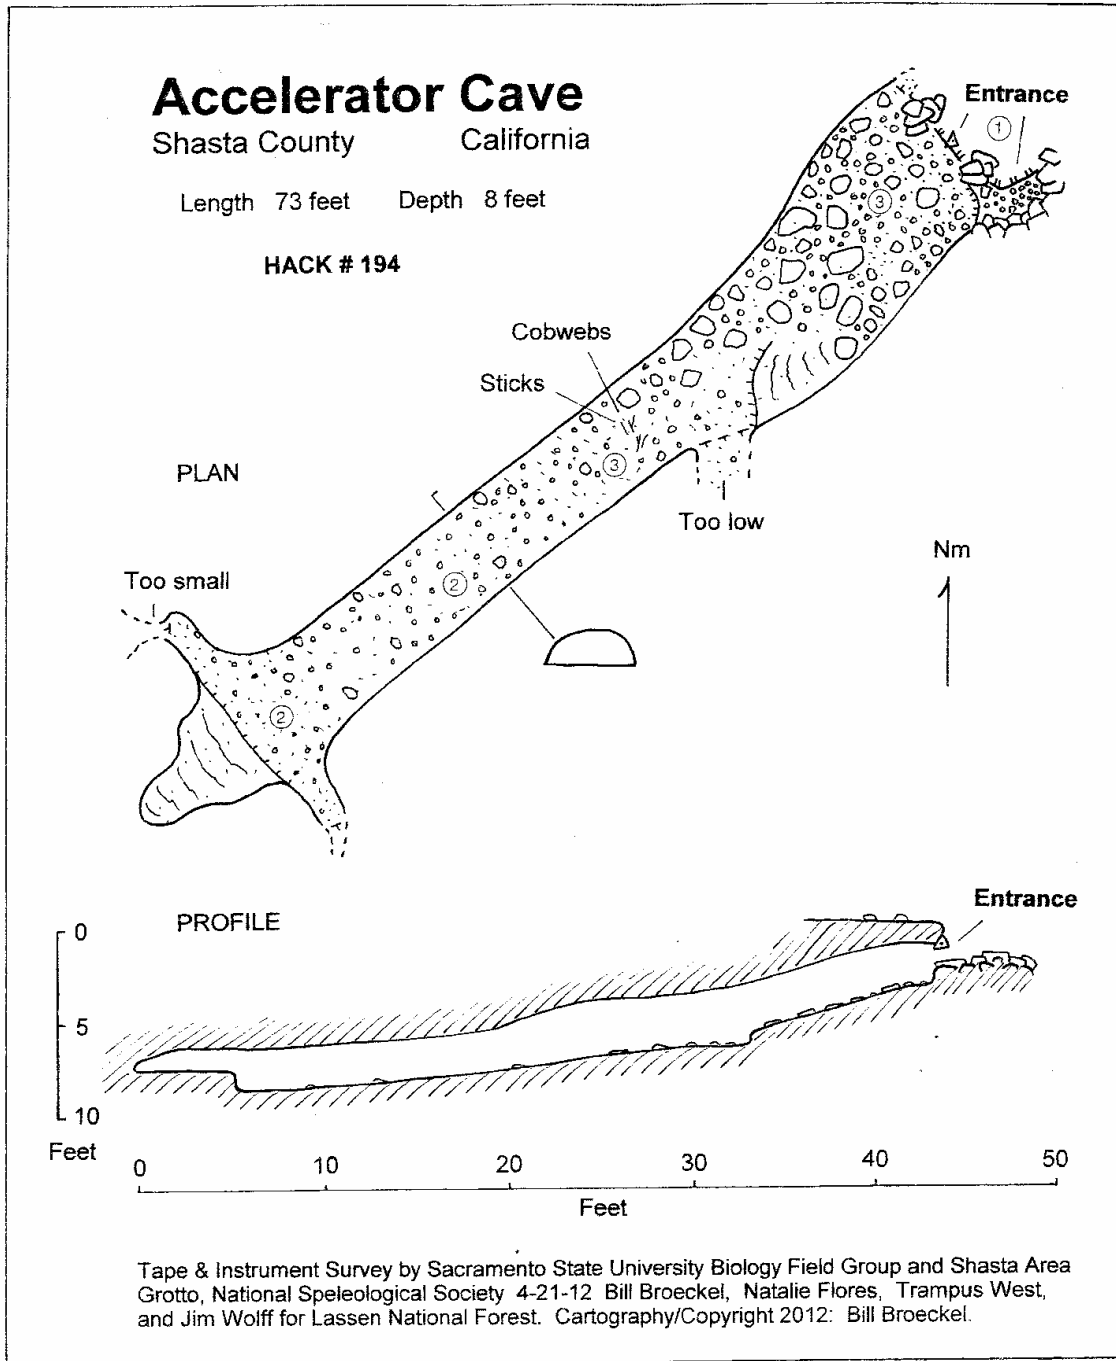 Accelerator Cave
Shasta County California
Length 73 feet Depth 8 feet
HACK # 194
Entrance
1
3
Cobwebs
Sticks
3
PLAN
Too low
Nm
Too small
2
2
Entrance
PROFILE
0
5
10
Feet
0 10 20 30 40 50
Feet
Tape & Instrument Survey by Sacramento State University Biology Field Group and Shasta Area
Grotto, National Speleological Society 4-21-12 Bill Broeckel, Natalie Flores, Trampus West,
and Jim Wolff for Lassen National Forest. Cartography/Copyright 2012: Bill Broeckel.